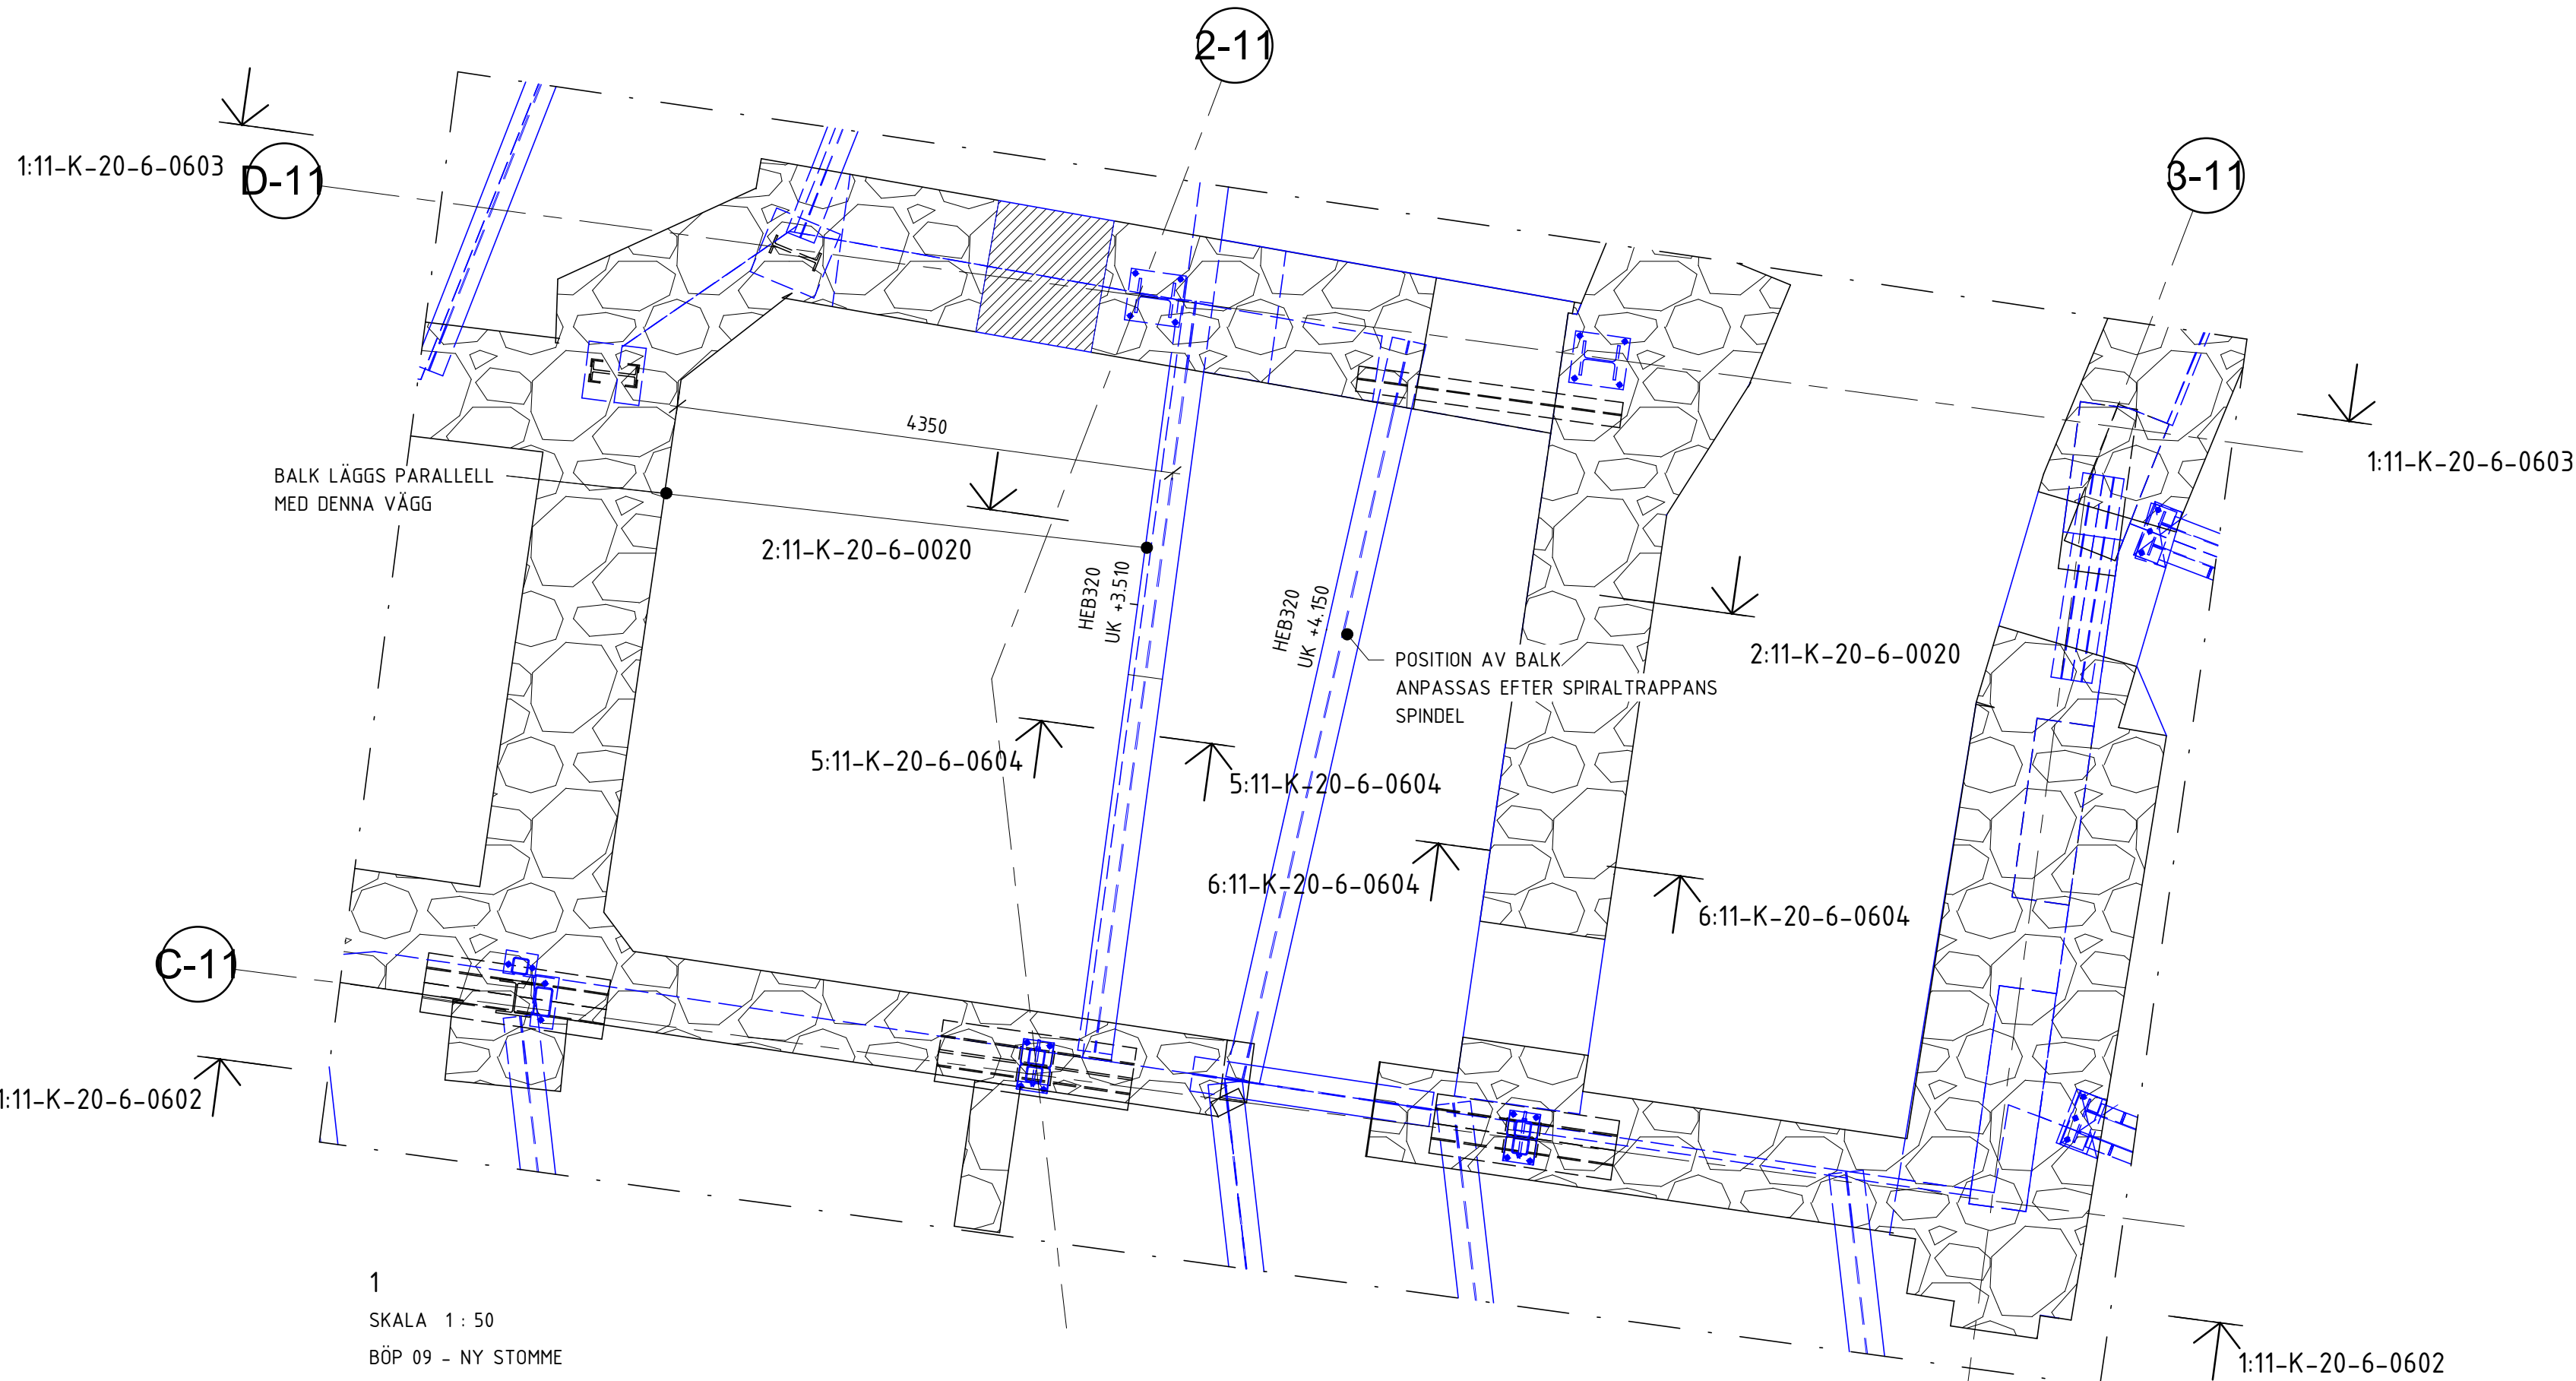 2-11
3-11
1:11-K-20-6-0603
D-11
4350
1:11-K-20-6-0603
BALK LÄGGS PARALLELL
MED DENNA VÄGG
2:11-K-20-6-0020
HEB320
UK +3.510
HEB320
UK +4.150
2:11-K-20-6-0020
POSITION AV BALK
ANPASSAS EFTER SPIRALTRAPPANS
SPINDEL
5:11-K-20-6-0604
5:11-K-20-6-0604
6:11-K-20-6-0604
6:11-K-20-6-0604
C-11
1:11-K-20-6-0602
1
SKALA 1 : 50
BÖP 09 - NY STOMME
1:11-K-20-6-0602